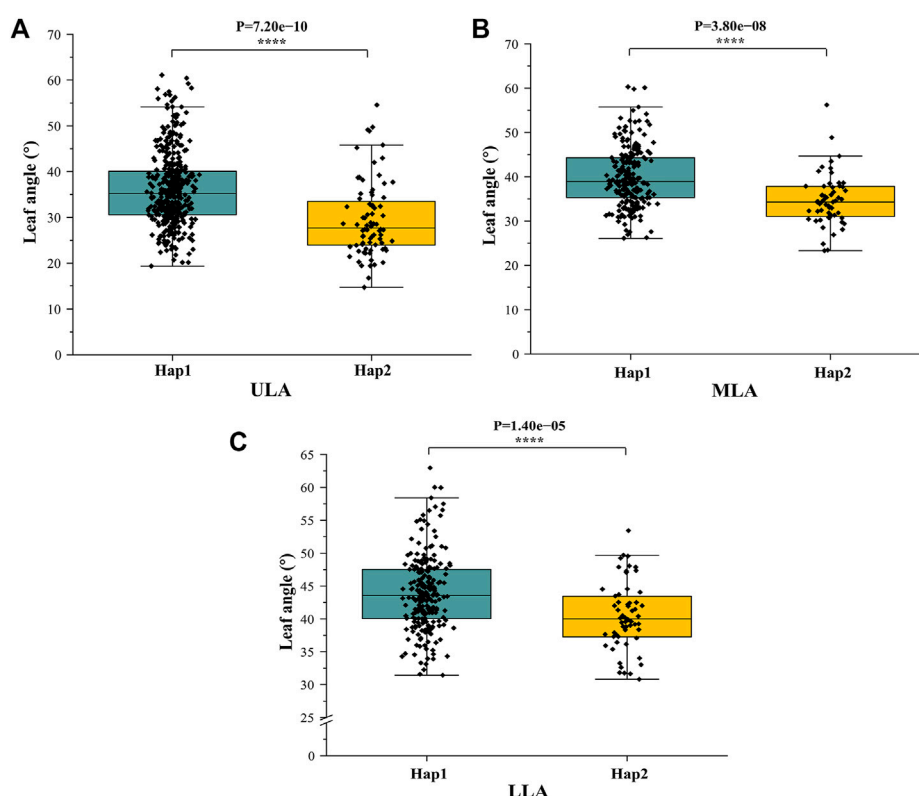 A
P=7.20e−10
****
70
60
50
40
30
20
10
0
Leaf angle (°)
Hap1 Hap2
ULA
B
P=3.80e−08
****
70
60
50
40
30
20
10
0
Leaf angle (°)
Hap1 Hap2
MLA
C
P=1.40e−05
****
65
60
55
50
45
40
35
30
25
0
Leaf angle (°)
Hap1 Hap2
LLA